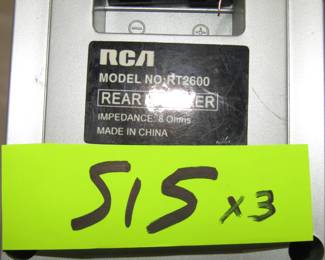 RCA
MODEL NO:RT2600
REAR
IMPEDANCE: 8 Ohms
MADE IN CHINA
515 x3